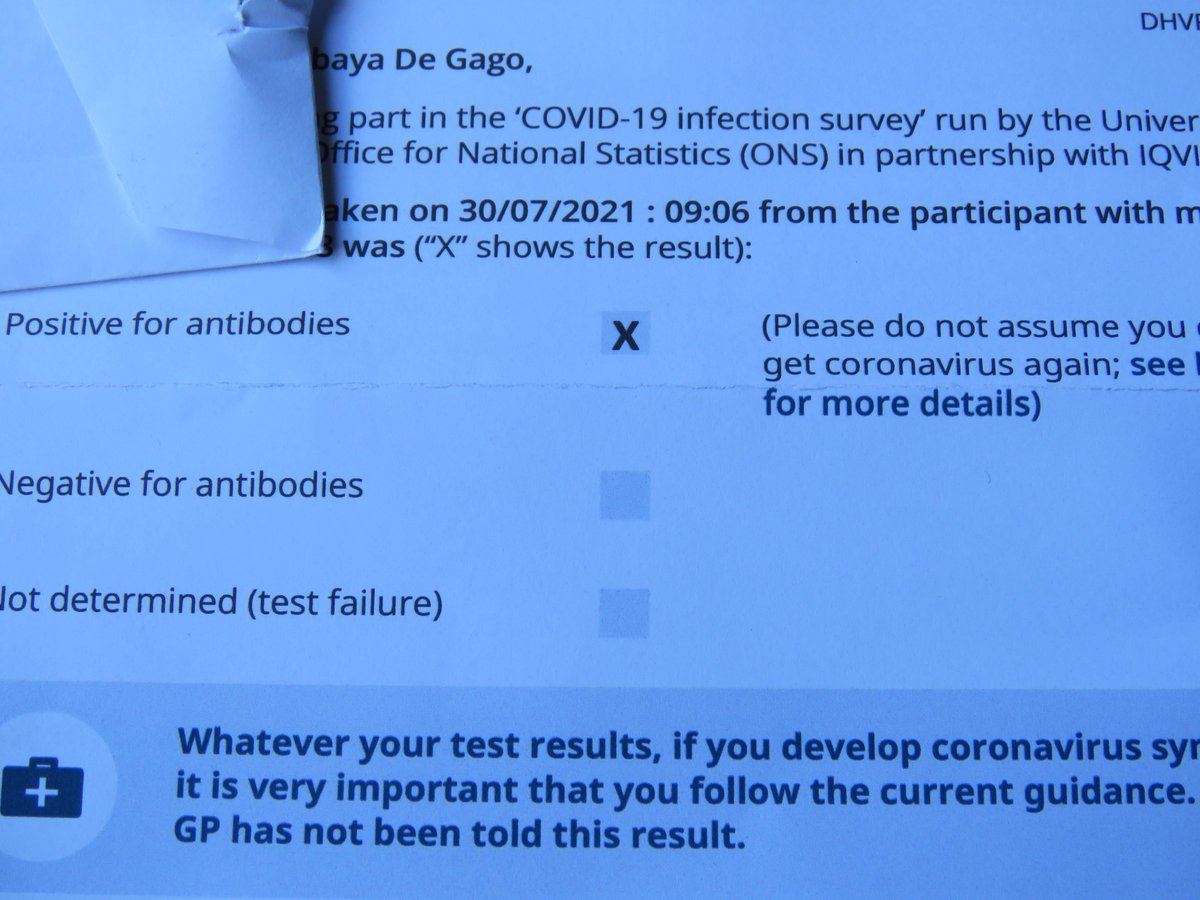 DHVE
baya De Gago,
g part in the ‘COVID-19 infection survey’ run by the Univer
Office for National Statistics (ONS) in partnership with IQVI
aken on 30/07/2021 : 09:06 from the participant with m
3 was (“X” shows the result):
Positive for antibodies X (Please do not assume you c
get coronavirus again; see
for more details)
Negative for antibodies
Not determined (test failure)
Whatever your test results, if you develop coronavirus syn
it is very important that you follow the current guidance.
GP has not been told this result.